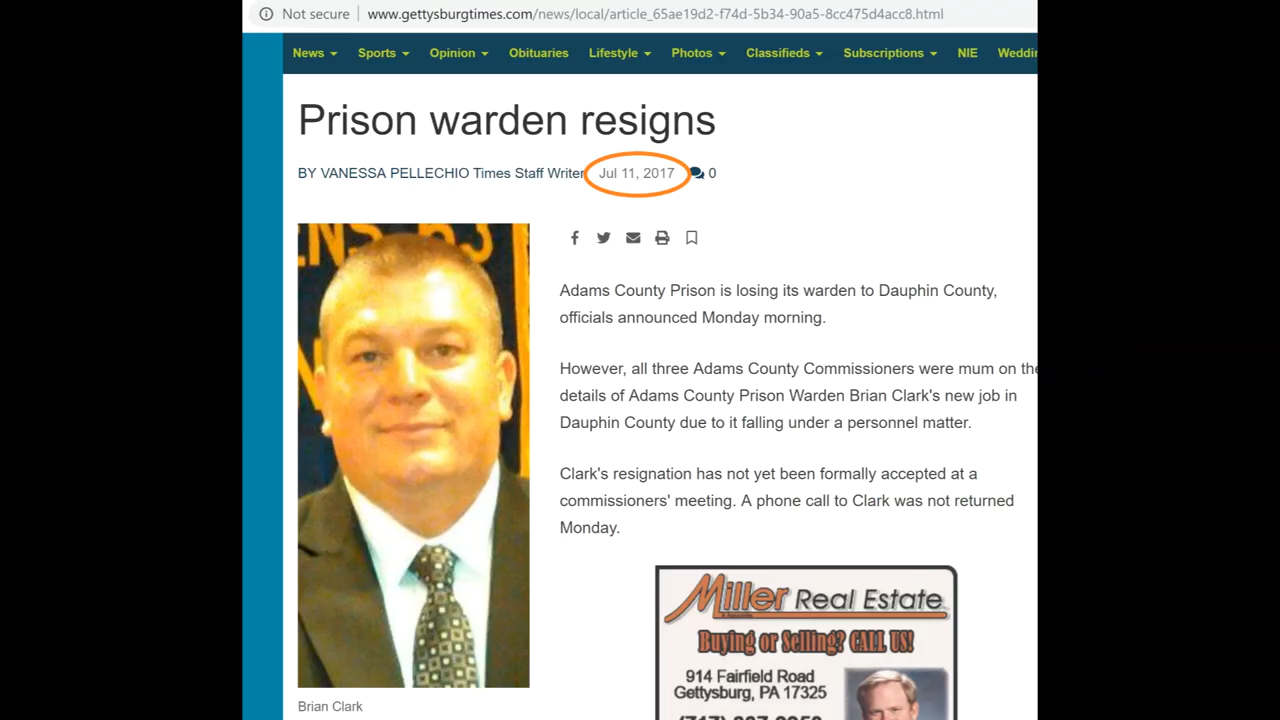 Not secure | www.gettysburgtimes.com/news/local/article_65ae19d2-f74d-5b34-90a5-8cc475d4acc8.html
News Sports Opinion Obituaries Lifestyle Photos Classifieds Subscriptions NIE Weddin
Prison warden resigns
BY VANESSA PELLECHIO Times Staff Writer Jul 11, 2017 0
Adams County Prison is losing its warden to Dauphin County,
officials announced Monday morning.
However, all three Adams County Commissioners were mum on the
details of Adams County Prison Warden Brian Clark's new job in
Dauphin County due to it falling under a personnel matter.
Clark's resignation has not yet been formally accepted at a
commissioners' meeting. A phone call to Clark was not returned
Monday.
Miller Real Estate
Buying or Selling? CALL US!
914 Fairfield Road
Gettysburg, PA 17325
Brian Clark